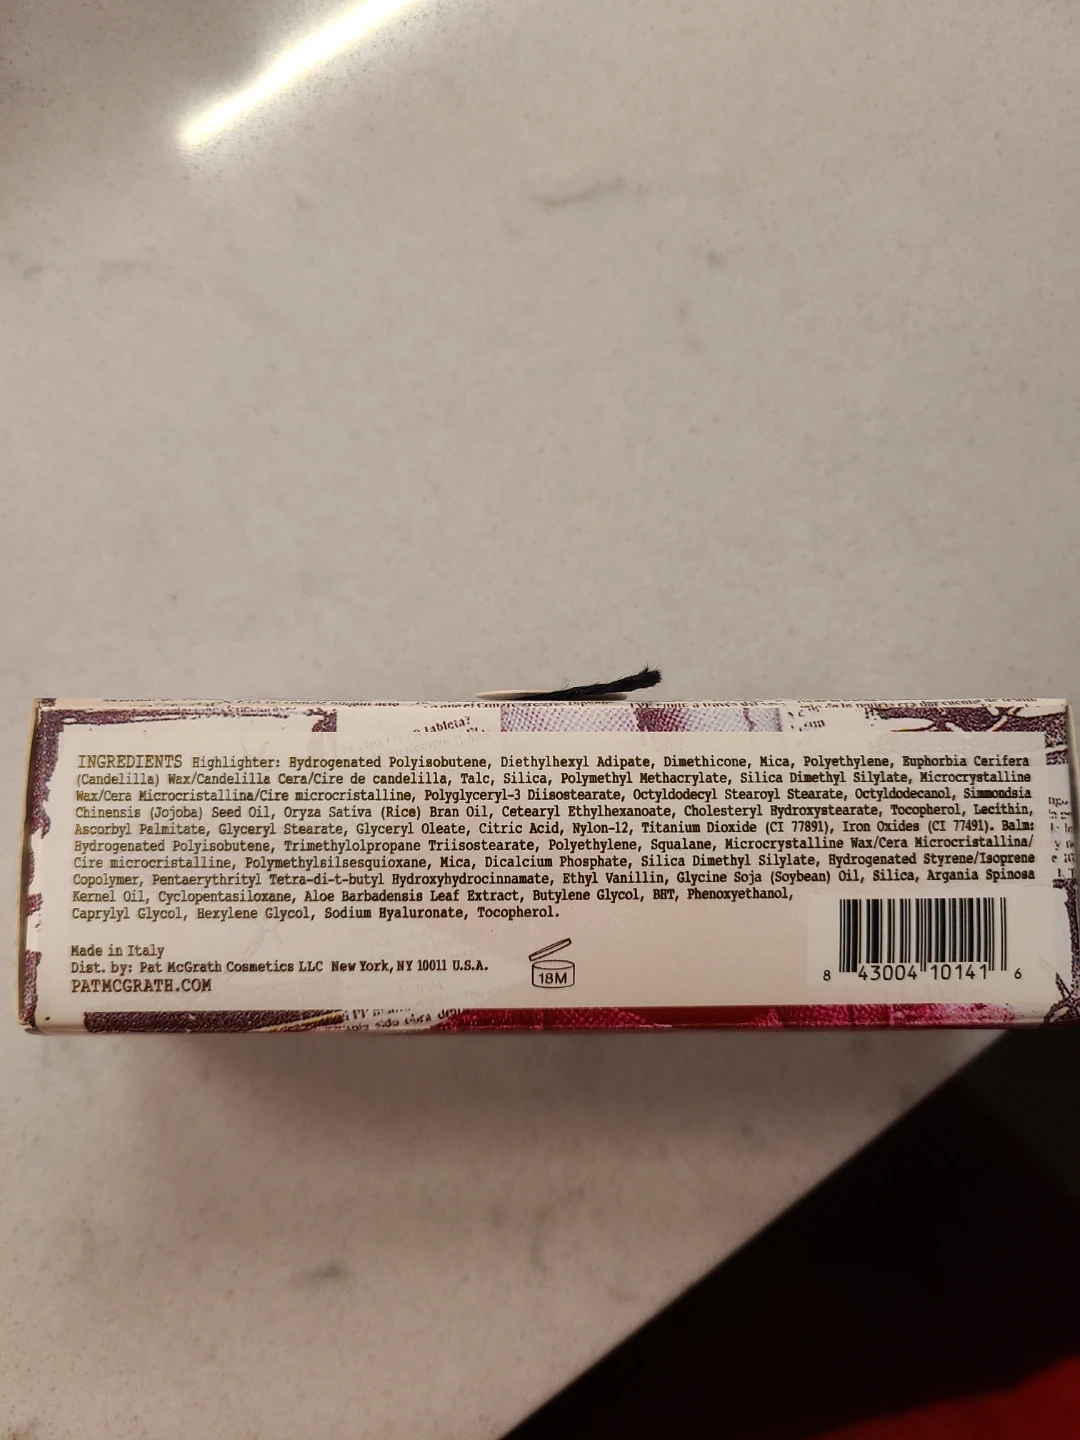 lableta?
INGREDIENTS Highlighter: Hydrogenated Polyisobutene, Diethylhexyl Adipate, Dimethicone, Mica, Polyethylene, Euphorbia Cerifera
(Candelilla) Wax/Candelilla Cera/Cire de candelilla, Talc, Silica, Polymethyl Methacrylate, Silica Dimethyl Silylate, Microcrystalline
Wax/Cera Microcristallina/Cire microcristalline, Polyglyceryl-3 Diisostearate, Octyldodecyl Stearoyl Stearate, Octyldodecanol, Simmondsia
Chinensis (Jojoba) Seed Oil, Oryza Sativa (Rice) Bran Oil, Cetearyl Ethylhexanoate, Cholesteryl Hydroxystearate, Tocopherol, Lecithin,
Ascorbyl Palmitate, Glyceryl Stearate, Glyceryl Oleate, Citric Acid, Nylon-12, Titanium Dioxide (CI 77891), Iron Oxides (CI 77491). Balm:
Hydrogenated Polyisobutene, Trimethylolpropane Triisostearate, Polyethylene, Squalane, Microcrystalline Wax/Cera Microcristallina/
Cire microcristalline, Polymethylsilsesquioxane, Mica, Dicalcium Phosphate, Silica Dimethyl Silylate, Hydrogenated Styrene/Isoprene
Copolymer, Pentaerythrityl Tetra-di-t-butyl Hydroxyhydrocinnamate, Ethyl Vanillin, Glycine Soja (Soybean) Oil, Silica, Argania Spinosa
Kernel Oil, Cyclopentasiloxane, Aloe Barbadensis Leaf Extract, Butylene Glycol, BHT, Phenoxyethanol,
Caprylyl Glycol, Hexylene Glycol, Sodium Hyaluronate, Tocopherol.
Made in Italy
Dist. by: Pat McGrath Cosmetics LLC New York, NY 10011 U.S.A.
PATMCGRATH.COM
18M
8 43004 10141 6